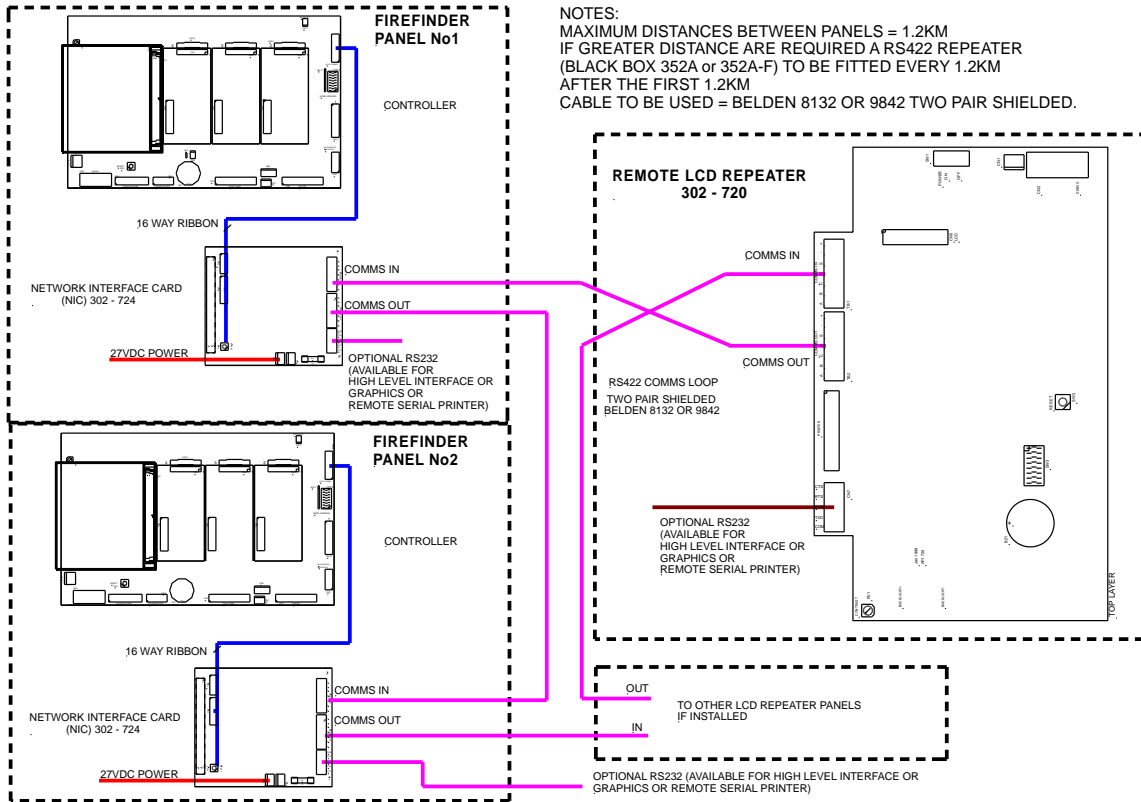 FIREFINDER
PANEL No1
CONTROLLER
16 WAY RIBBON
COMMS IN
NETWORK INTERFACE CARD
(NIC) 302 - 724
COMMS OUT
27VDC POWER
OPTIONAL RS232
(AVAILABLE FOR
HIGH LEVEL INTERFACE OR
GRAPHICS OR
REMOTE SERIAL PRINTER)
FIREFINDER
PANEL No2
CONTROLLER
16 WAY RIBBON
COMMS IN
NETWORK INTERFACE CARD
(NIC) 302 - 724
COMMS OUT
27VDC POWER
OPTIONAL RS232 (AVAILABLE FOR HIGH LEVEL INTERFACE OR
GRAPHICS OR REMOTE SERIAL PRINTER)
NOTES:
MAXIMUM DISTANCES BETWEEN PANELS = 1.2KM
IF GREATER DISTANCE ARE REQUIRED A RS422 REPEATER
(BLACK BOX 352A or 352A-F) TO BE FITTED EVERY 1.2KM
AFTER THE FIRST 1.2KM
CABLE TO BE USED = BELDEN 8132 OR 9842 TWO PAIR SHIELDED.
REMOTE LCD REPEATER
302 - 720
COMMS IN
COMMS OUT
RS422 COMMS LOOP
TWO PAIR SHIELDED
BELDEN 8132 OR 9842
OPTIONAL RS232
(AVAILABLE FOR
HIGH LEVEL INTERFACE OR
GRAPHICS OR
REMOTE SERIAL PRINTER)
POWER
ON
OFF
RESET
CONTRAST
TOP LAYER
OUT
TO OTHER LCD REPEATER PANELS
IF INSTALLED
IN